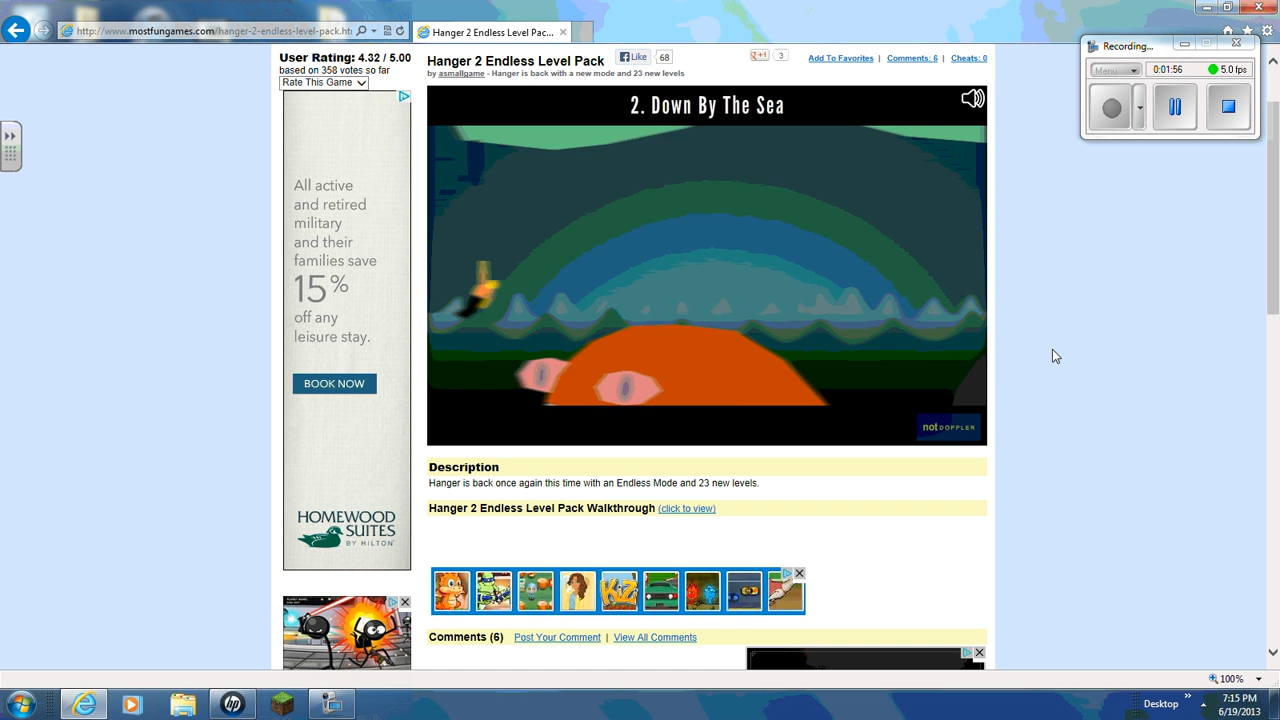 http://www.mostfungames.com/hanger-2-endless-level-pack.ht
Hanger 2 Endless Level Pac...
User Rating: 4.32 / 5.00
based on 358 votes so far
Rate This Game
Hanger 2 Endless Level Pack
Like
68
+1
3
by asmallgame - Hanger is back with a new mode and 23 new levels
Add To Favorites | Comments: 6 | Cheats: 0
Recording...
Menu
0:01:56
5.0 fps
2. Down By The Sea
All active
and retired
military
and their
families save
15%
off any
leisure stay.
BOOK NOW
HOMEWOOD
SUITES
BY HILTON
notDOPPLER
Description
Hanger is back once again this time with an Endless Mode and 23 new levels.
Hanger 2 Endless Level Pack Walkthrough (click to view)
Comments (6) Post Your Comment | View All Comments
100%
Desktop
7:15 PM
6/19/2013